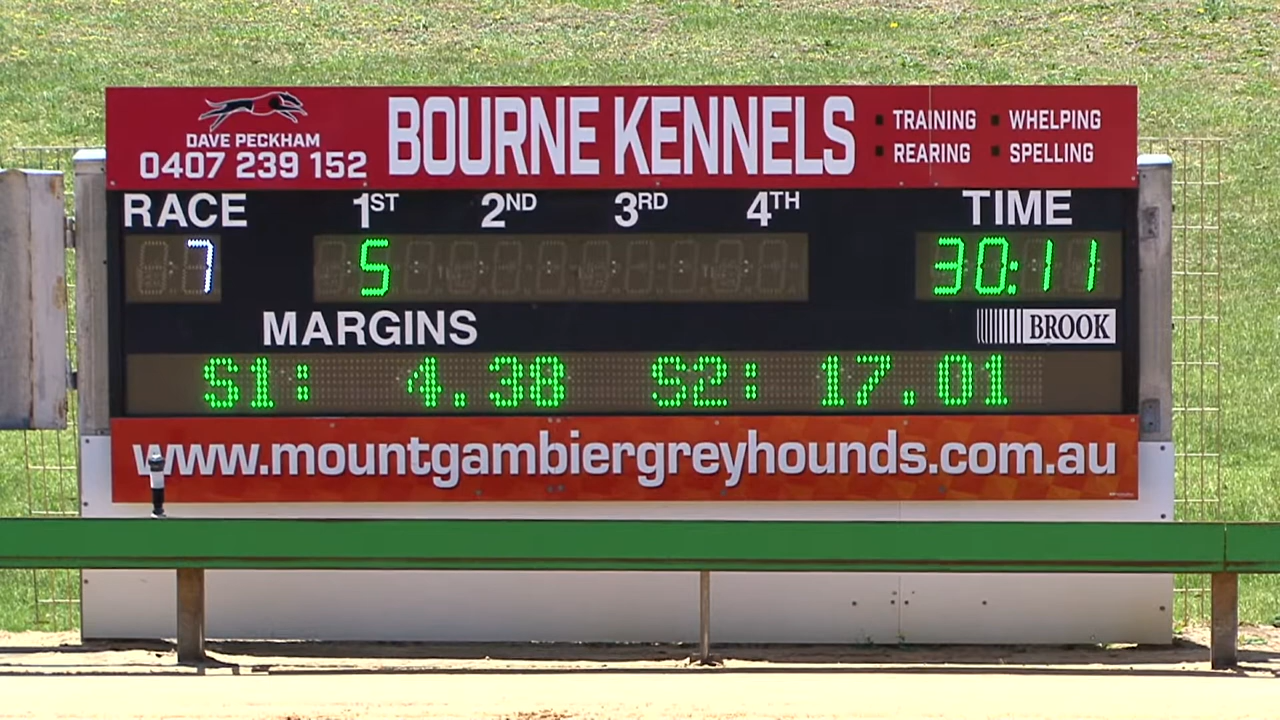 DAVE PECKHAM
0407 239 152
BOURNE KENNELS
TRAINING WHELPING
REARING SPELLING
RACE 1ST 2ND 3RD 4TH TIME
7 5 30:11
MARGINS BROOK
S1: 4.38 S2: 17.01
www.mountgambiergreyhounds.com.au